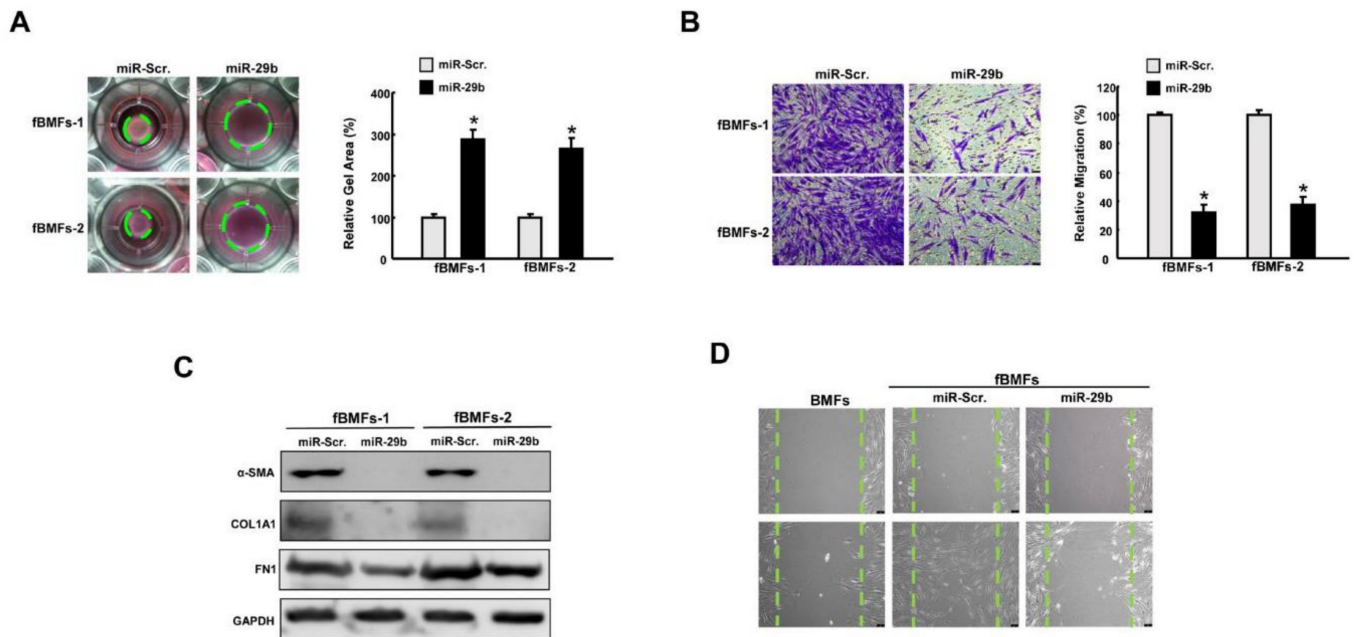 A
miR-Scr. miR-29b
fBMFs-1
fBMFs-2
miR-Scr.
miR-29b
Relative Gel Area (%)
400
300
200
100
0
* *
fBMFs-1 fBMFs-2
B
miR-Scr. miR-29b
fBMFs-1
fBMFs-2
miR-Scr.
miR-29b
Relative Migration (%)
120
100
80
60
40
20
0
* *
fBMFs-1 fBMFs-2
C
fBMFs-1 fBMFs-2
miR-Scr. miR-29b miR-Scr. miR-29b
α-SMA
COL1A1
FN1
GAPDH
D
fBMFs
BMFs miR-Scr. miR-29b